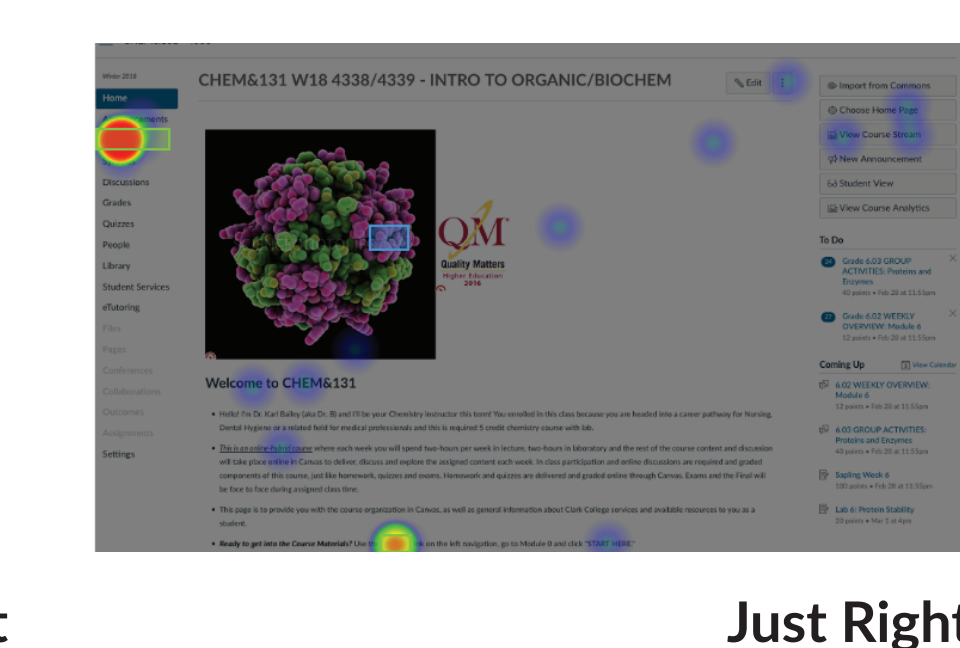 Winter 2018
CHEM&131 W18 4338/4339 - INTRO TO ORGANIC/BIOCHEM
Edit
Home
Discussions
Grades
Quizzes
People
Library
Student Services
eTutoring
Files
Pages
Conferences
Collaborations
Outcomes
Assignments
Settings
QM
Quality Matters
Higher Education
2016
Welcome to CHEM&131
• Hello! I'm Dr. Karl Bailey (aka Dr. B) and I'll be your Chemistry instructor this term! You enrolled in this class because you are headed into a career pathway for Nursing,
Dental Hygiene or a related field for medical professionals and this is required 5 credit chemistry course with lab.
• This is an online-hybrid course where each week you will spend two-hours per week in lecture, two-hours in laboratory and the rest of the course content and discussion
will take place online in Canvas to deliver, discuss and explore the assigned content each week. In class participation and online discussions are required and graded
components of this course, just like homework, quizzes and exams. Homework and quizzes are delivered and graded online through Canvas. Exams and the Final will
be face to face during assigned class time.
• This page is to provide you with the course organization in Canvas, as well as general information about Clark College services and available resources to you as a
student.
• Ready to get into the Course Materials? Use on the left navigation, go to Module 0 and click "START HERE."
Import from Commons
Choose Home Page
View Course Stream
New Announcement
Student View
View Course Analytics
To Do
24 Grade 6.03 GROUP
ACTIVITIES: Proteins and
Enzymes
40 points • Feb 28 at 11:55pm
Grade 6.02 WEEKLY
OVERVIEW: Module 6
12 points • Feb 28 at 11:55pm
Coming Up View Calendar
6.02 WEEKLY OVERVIEW:
Module 6
12 points • Feb 28 at 11:55pm
6.03 GROUP ACTIVITIES:
Proteins and Enzymes
40 points • Feb 28 at 11:55pm
Sapling Week 6
100 points • Feb 28 at 11:55pm
Lab 6: Protein Stability
20 points • Mar 1 at 4pm
t
Just Right